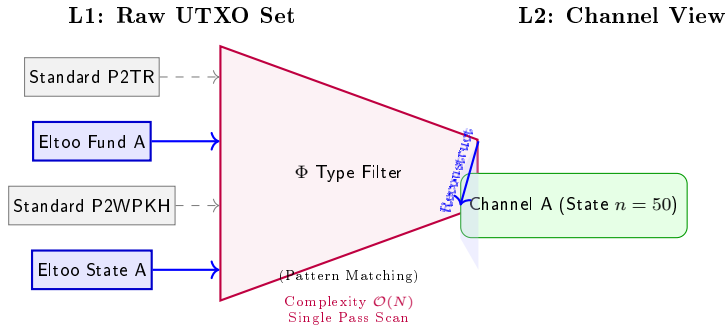 L1: Raw UTXO Set
L2: Channel View
Standard P2TR
Eltoo Fund A
Standard P2WPKH
Eltoo State A
Φ Type Filter
Reconstruct
Channel A (State n = 50)
(Pattern Matching)
Complexity 𝒪(N)
Single Pass Scan